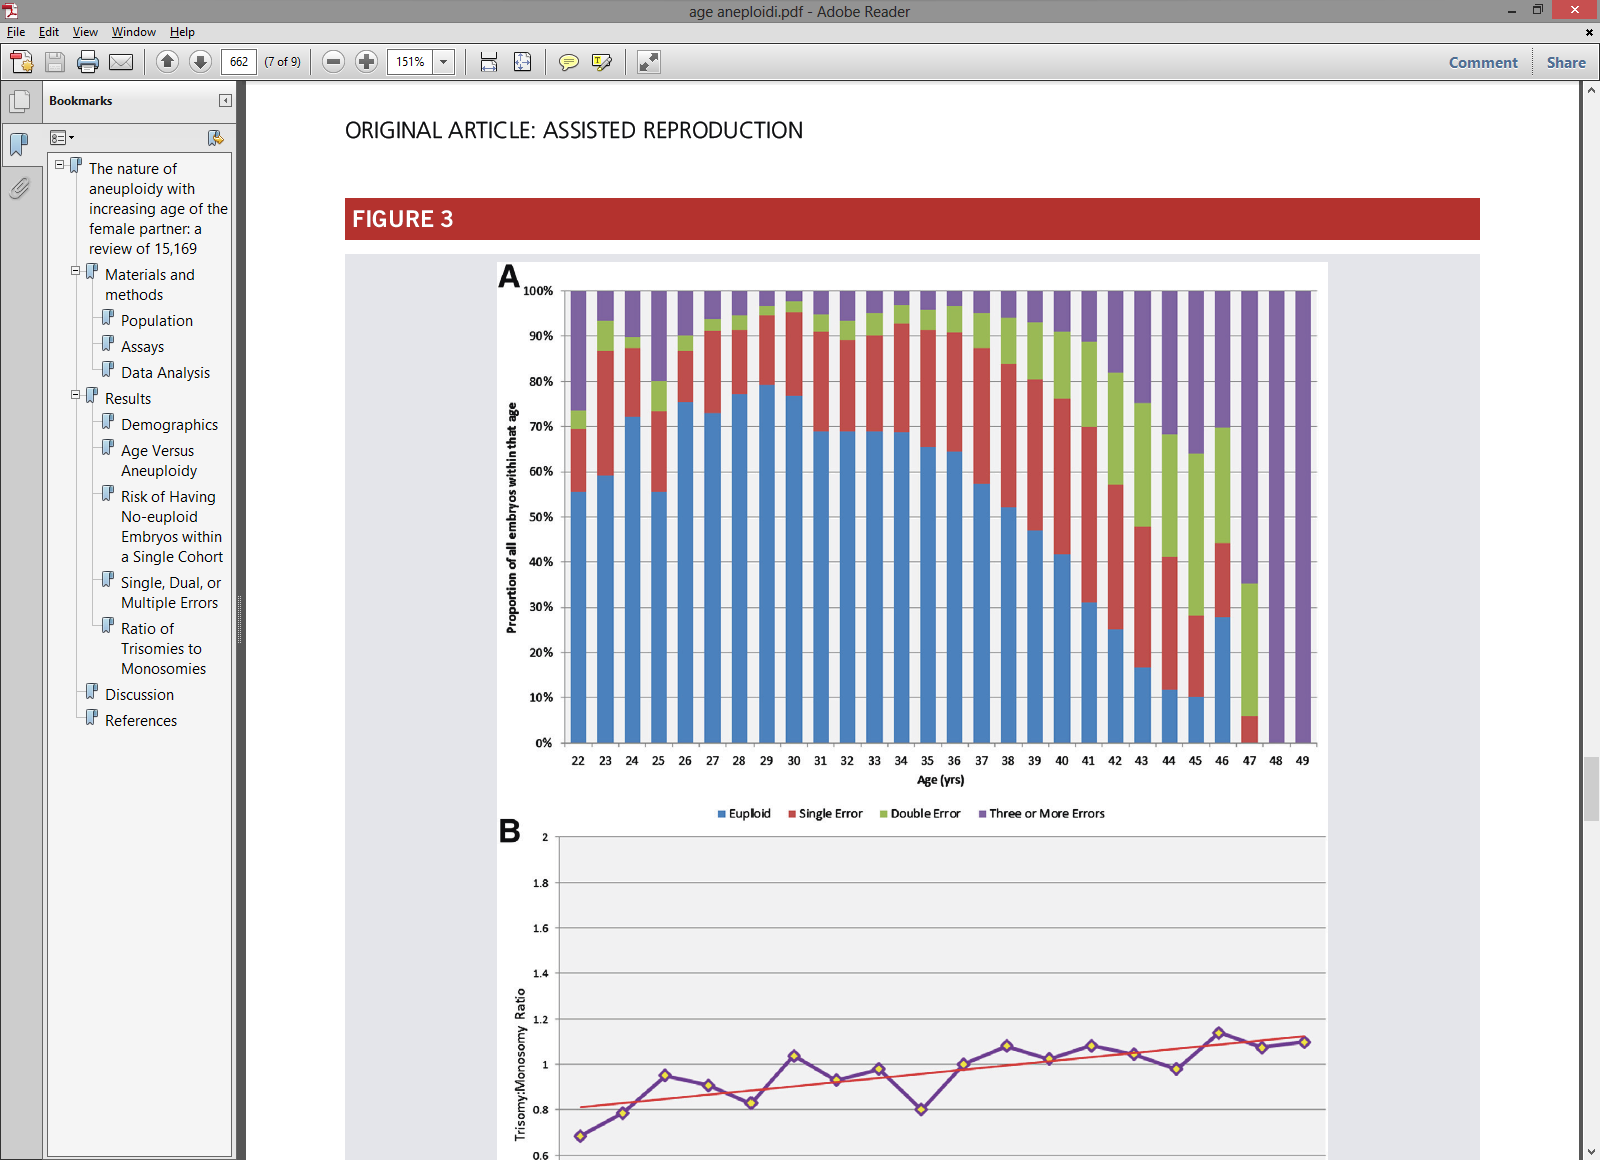 age aneploidi.pdf - Adobe Reader
File Edit View Window Help
662 (7 of 9) 151% Comment Share
Bookmarks
The nature of
aneuploidy with
increasing age of the
female partner: a
review of 15,169
Materials and
methods
Population
Assays
Data Analysis
Results
Demographics
Age Versus
Aneuploidy
Risk of Having
No-euploid
Embryos within
a Single Cohort
Single, Dual, or
Multiple Errors
Ratio of
Trisomies to
Monosomies
Discussion
References
ORIGINAL ARTICLE: ASSISTED REPRODUCTION
FIGURE 3
A
Proportion of all embryos within that age
100%
90%
80%
70%
60%
50%
40%
30%
20%
10%
0%
22 23 24 25 26 27 28 29 30 31 32 33 34 35 36 37 38 39 40 41 42 43 44 45 46 47 48 49
Age (yrs)
Euploid Single Error Double Error Three or More Errors
B
Trisomy:Monosomy Ratio
2
1.8
1.6
1.4
1.2
1
0.8
0.6